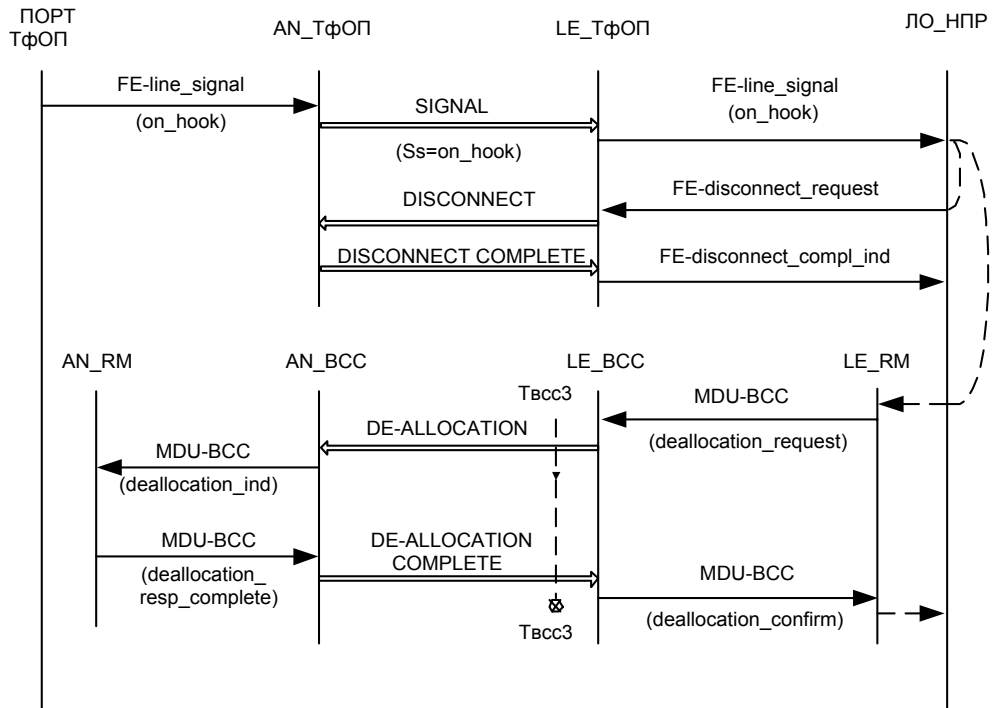 ПОРТ
ТфОП
AN_ТфОП
LE_ТфОП
ЛО_НПР
FE-line_signal
(on_hook)
SIGNAL
(Ss=on_hook)
FE-line_signal
(on_hook)
DISCONNECT
FE-disconnect_request
DISCONNECT COMPLETE
FE-disconnect_compl_ind
AN_RM
AN_BCC
LE_BCC
LE_RM
Твсс3
MDU-BCC
(deallocation_request)
DE-ALLOCATION
MDU-BCC
(deallocation_ind)
MDU-BCC
(deallocation_
resp_complete)
DE-ALLOCATION
COMPLETE
MDU-BCC
(deallocation_confirm)
Твсс3